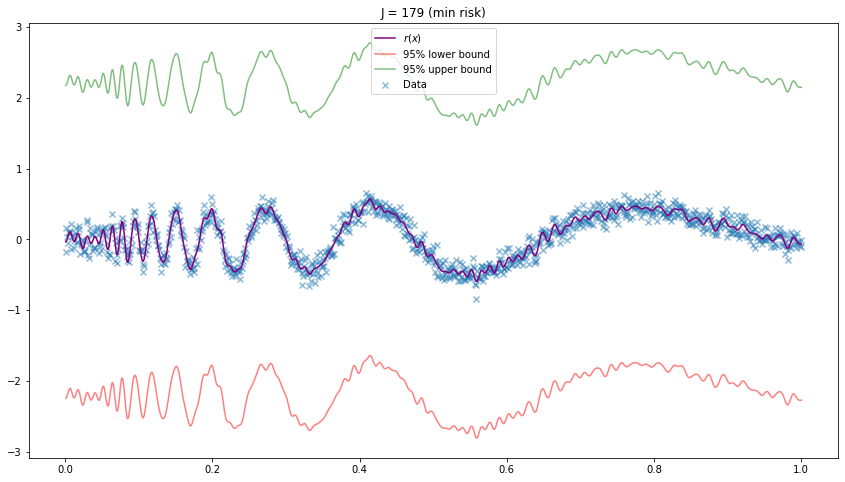 J = 179 (min risk)
r(x)
95% lower bound
95% upper bound
Data
3
2
1
0
−1
−2
−3
0.0 0.2 0.4 0.6 0.8 1.0